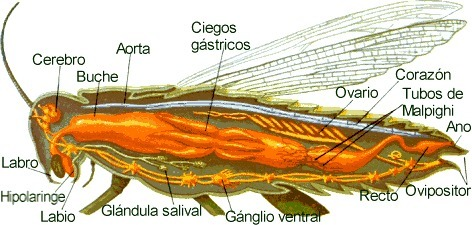 Ciegos
gástricos
Aorta
Cerebro
Buche
Corazón
Tubos de
Malpighi
Ovario
Ano
Labro
Hipolaringe
Labio
Glándula salival
Gánglio ventral
Recto
Ovipositor